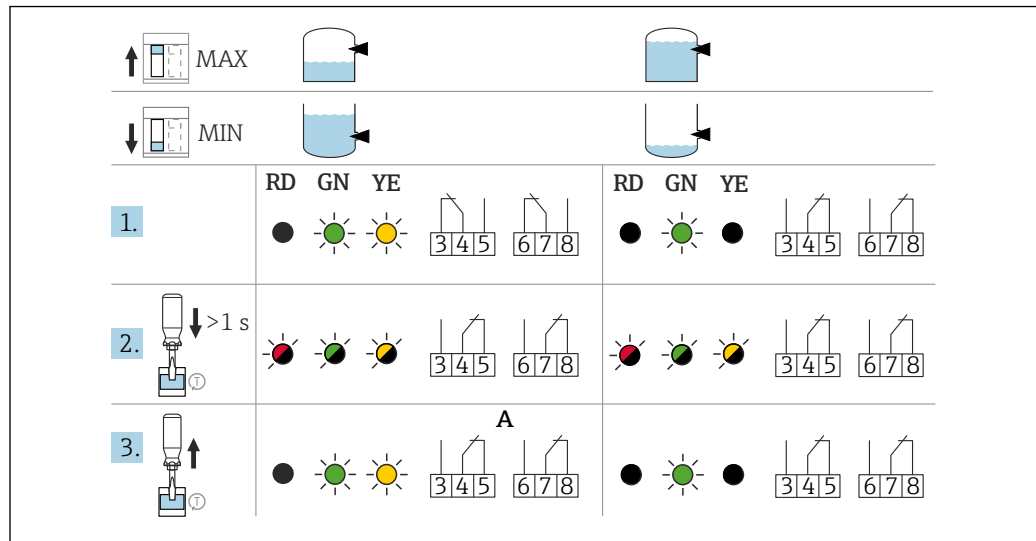 MAX
MIN
RD GN YE RD GN YE
1. 3 4 5 6 7 8 3 4 5 6 7 8
2. >1 s T 3 4 5 6 7 8 3 4 5 6 7 8
A
3. T 3 4 5 6 7 8 3 4 5 6 7 8